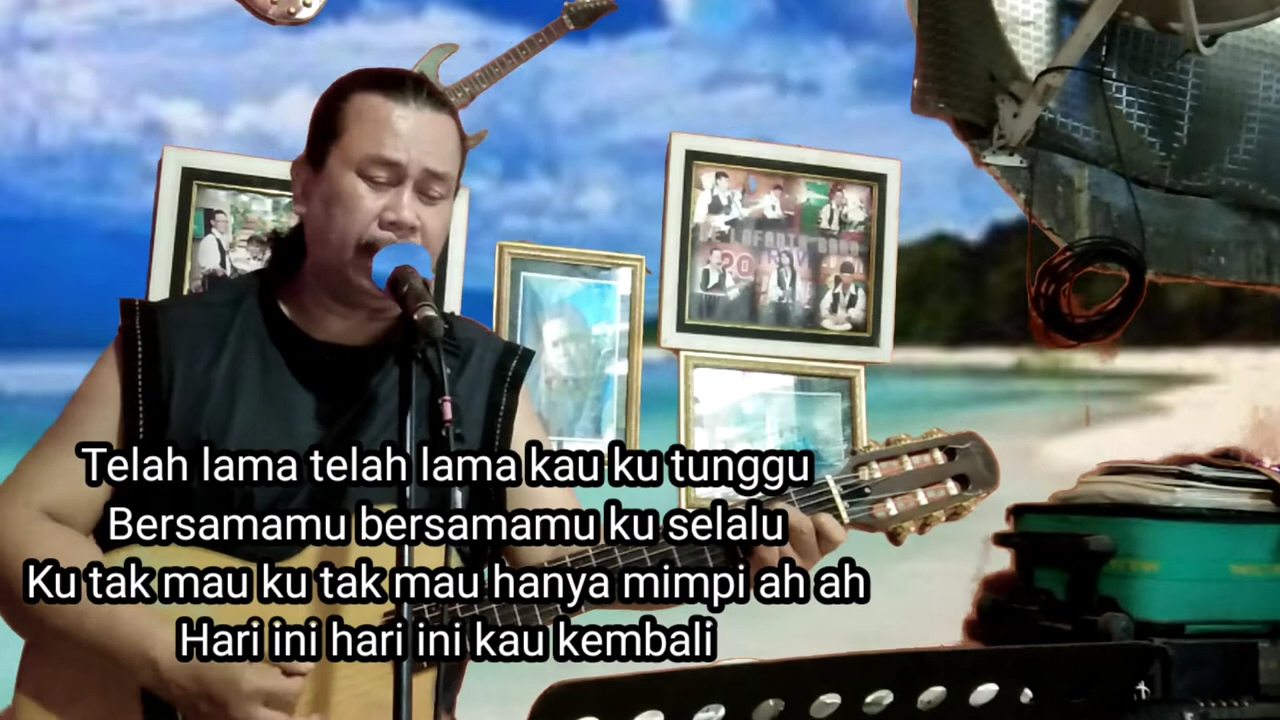 Telah lama telah lama kau ku tunggu
Bersamamu bersamamu ku selalu
Ku tak mau ku tak mau hanya mimpi ah ah
Hari ini hari ini kau kembali